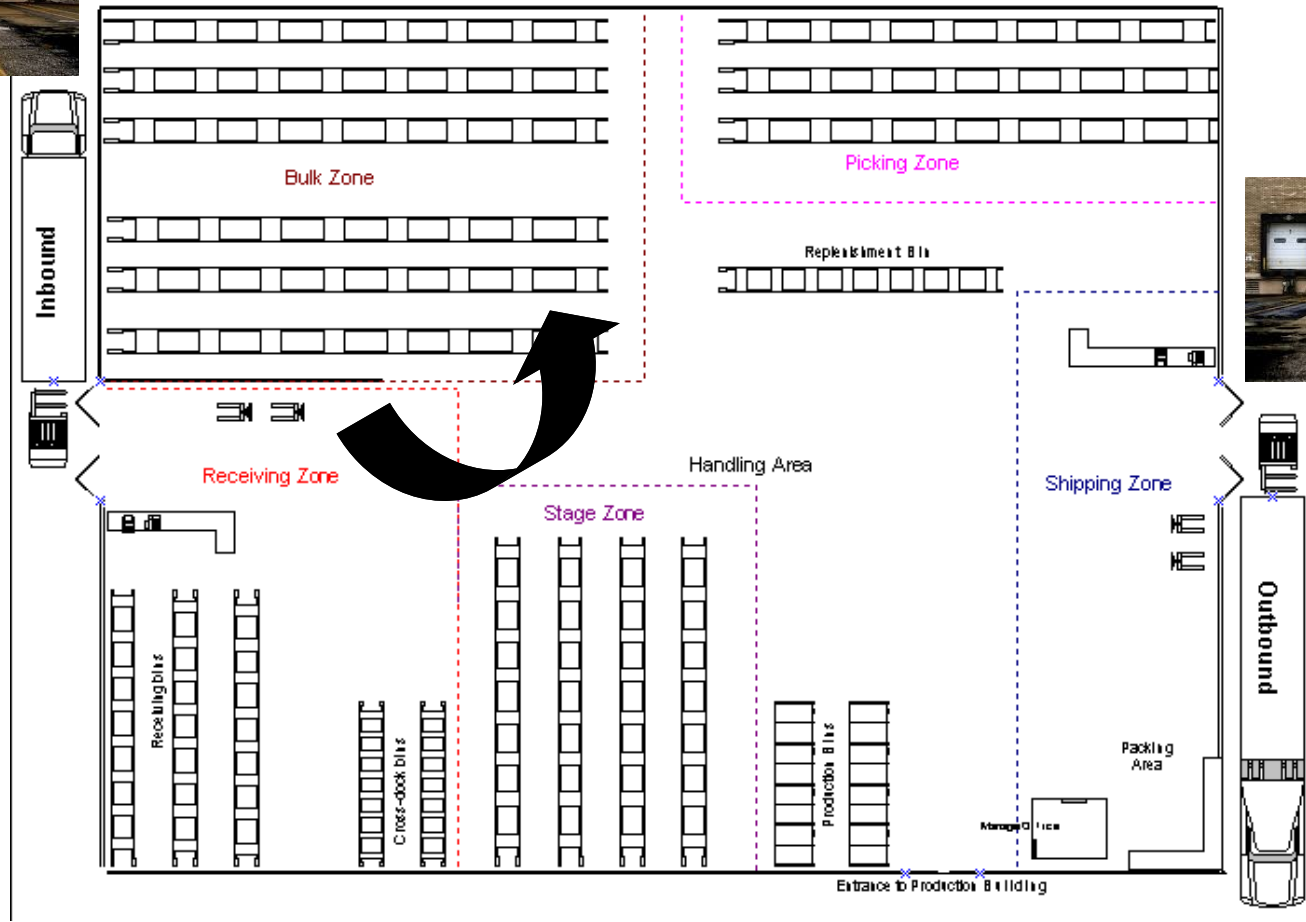 Bulk Zone
Picking Zone
Inbound
Replenishment Bin
Receiving Zone
Handling Area
Shipping Zone
Stage Zone
Receiving bins
Cross-dock bins
Production Bins
Outbound
Packing
Area
Entrance to Production Building